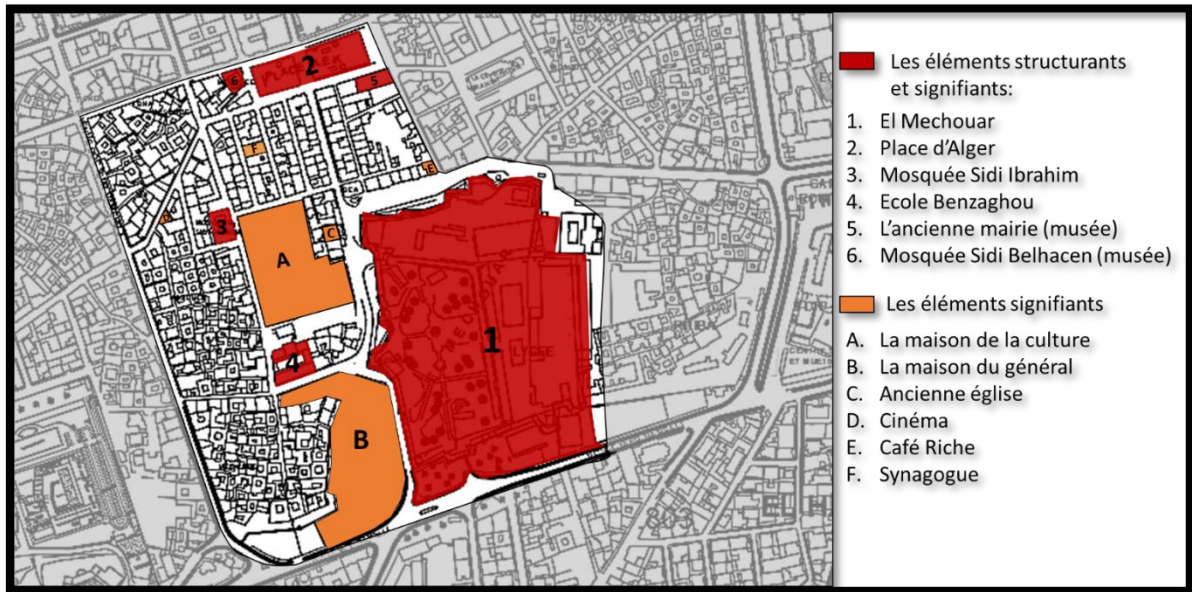 6
2
5
F
E
3
C
A
1
LYCEE
4
B
Les éléments structurants
et signifiants:
1. El Mechouar
2. Place d'Alger
3. Mosquée Sidi Ibrahim
4. Ecole Benzaghou
5. L'ancienne mairie (musée)
6. Mosquée Sidi Belhacen (musée)
Les éléments signifiants
A. La maison de la culture
B. La maison du général
C. Ancienne église
D. Cinéma
E. Café Riche
F. Synagogue